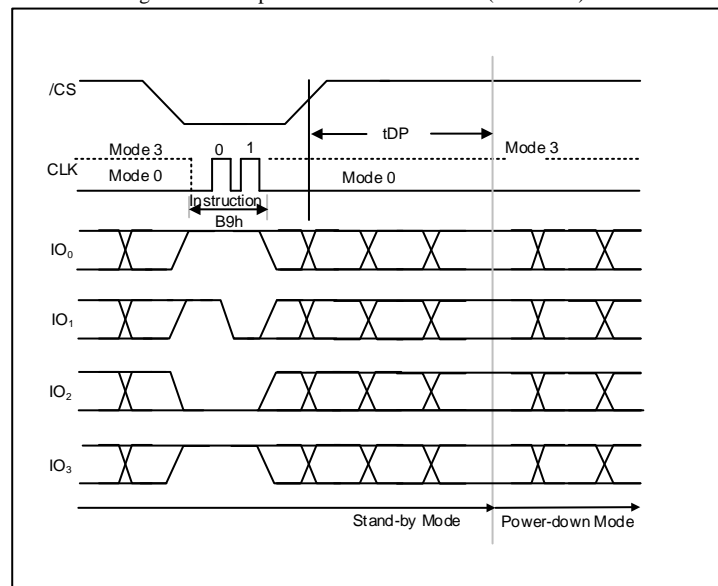 /CS
tDP
Mode 3 0 1 Mode 3
CLK
Mode 0 Mode 0
Instruction
B9h
IO0
IO1
IO2
IO3
Stand-by Mode Power-down Mode